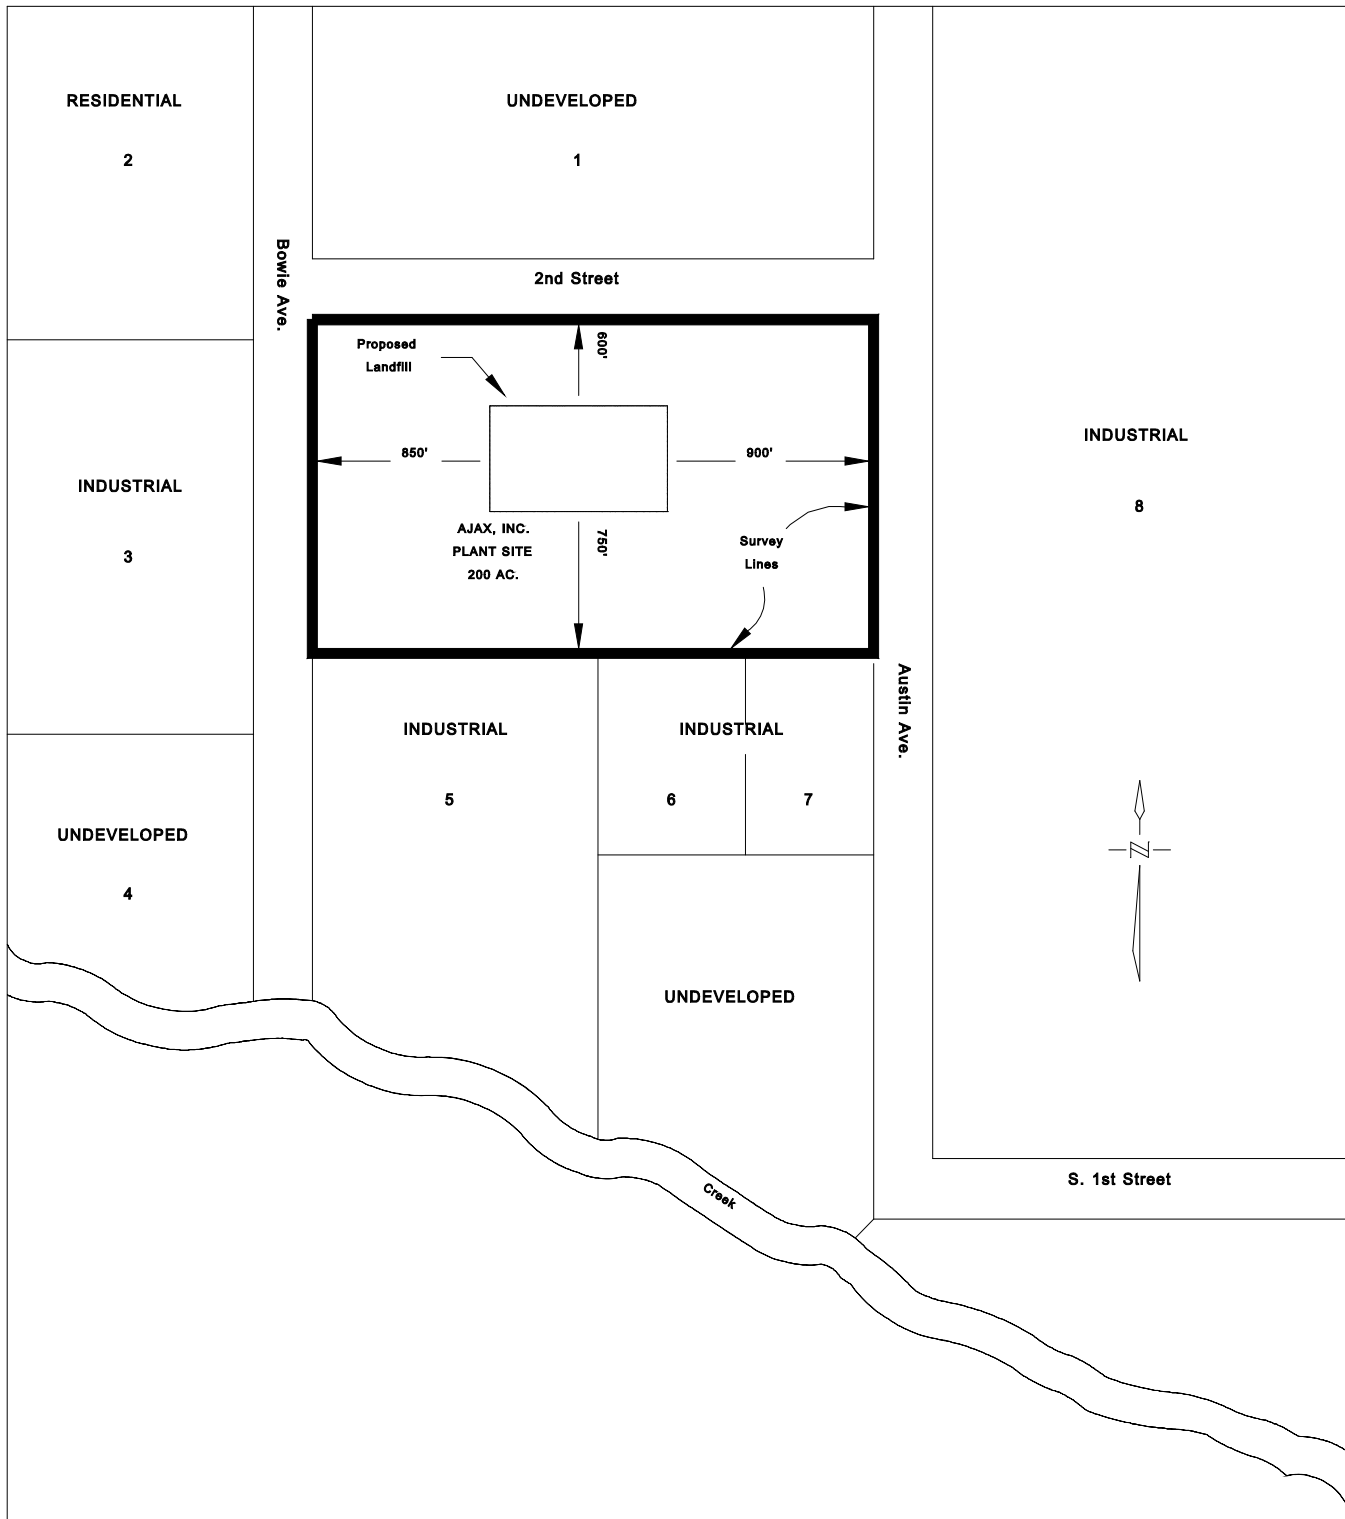 RESIDENTIAL
2
UNDEVELOPED
1
Bowie Ave.
2nd Street
Proposed
Landfill
600'
850'
900'
750'
AJAX, INC.
PLANT SITE
200 AC.
Survey
Lines
INDUSTRIAL
3
INDUSTRIAL
8
Austin Ave.
INDUSTRIAL
5
INDUSTRIAL
6
7
UNDEVELOPED
4
N
UNDEVELOPED
Creek
S. 1st Street